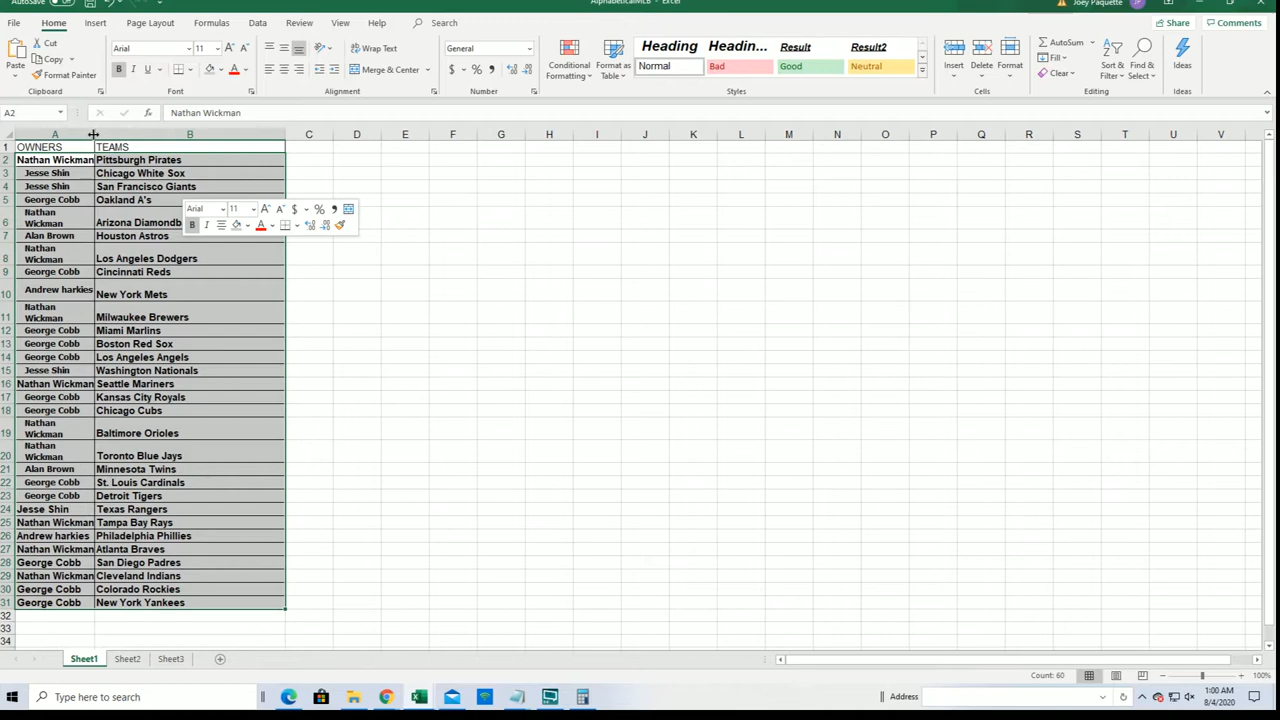 AutoSave Off AlphabeticalMLB - Excel Joey Paquette JP
File Home Insert Page Layout Formulas Data Review View Help Search Share Comments
Cut Arial 11 Wrap Text General Heading Headin... Result Result2 AutoSum
Paste Copy Conditional Format as Insert Delete Format Fill Sort & Find &
Format Painter B I U Merge & Center $ % Formatting Table Normal Bad Good Neutral Clear Filter Select Ideas
Clipboard Font Alignment Number Styles Cells Editing Ideas
A2 Nathan Wickman
A B C D E F G H I J K L M N O P Q R S T U V
1 OWNERS TEAMS
2 Nathan Wickman Pittsburgh Pirates
3 Jesse Shin Chicago White Sox
4 Jesse Shin San Francisco Giants
5 George Cobb Oakland A's
Arial 11 A A $ % ,
B I A
6 Nathan Wickman Arizona Diamondb
7 Alan Brown Houston Astros
8 Nathan Wickman Los Angeles Dodgers
9 George Cobb Cincinnati Reds
10 Andrew harkies New York Mets
11 Nathan Wickman Milwaukee Brewers
12 George Cobb Miami Marlins
13 George Cobb Boston Red Sox
14 George Cobb Los Angeles Angels
15 Jesse Shin Washington Nationals
16 Nathan Wickman Seattle Mariners
17 George Cobb Kansas City Royals
18 George Cobb Chicago Cubs
19 Nathan Wickman Baltimore Orioles
20 Nathan Wickman Toronto Blue Jays
21 Alan Brown Minnesota Twins
22 George Cobb St. Louis Cardinals
23 George Cobb Detroit Tigers
24 Jesse Shin Texas Rangers
25 Nathan Wickman Tampa Bay Rays
26 Andrew harkies Philadelphia Phillies
27 Nathan Wickman Atlanta Braves
28 George Cobb San Diego Padres
29 Nathan Wickman Cleveland Indians
30 George Cobb Colorado Rockies
31 George Cobb New York Yankees
32
33
34
Sheet1 Sheet2 Sheet3
Count: 60 100%
Type here to search Address 1:00 AM
8/4/2020